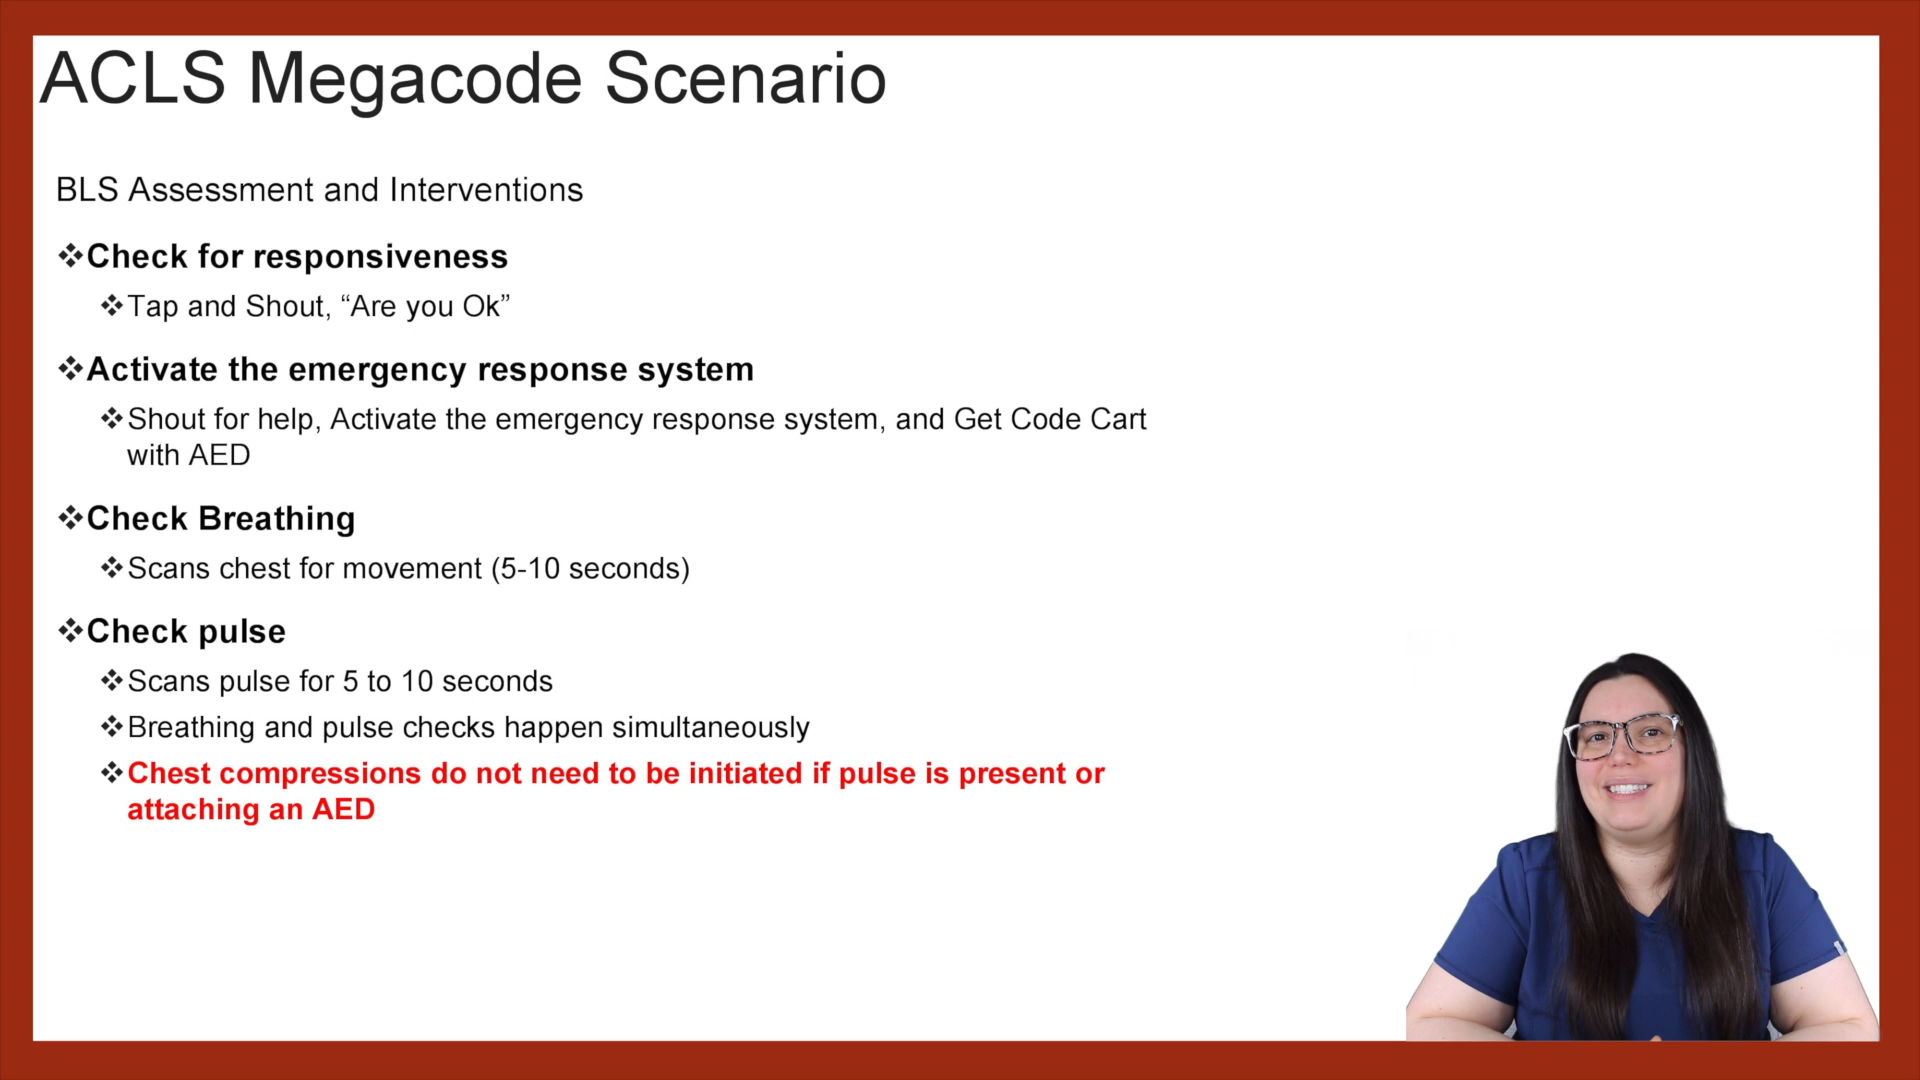 ACLS Megacode Scenario
BLS Assessment and Interventions
❖Check for responsiveness
❖Tap and Shout, “Are you Ok”
❖Activate the emergency response system
❖Shout for help, Activate the emergency response system, and Get Code Cart
with AED
❖Check Breathing
❖Scans chest for movement (5-10 seconds)
❖Check pulse
❖Scans pulse for 5 to 10 seconds
❖Breathing and pulse checks happen simultaneously
❖Chest compressions do not need to be initiated if pulse is present or
attaching an AED